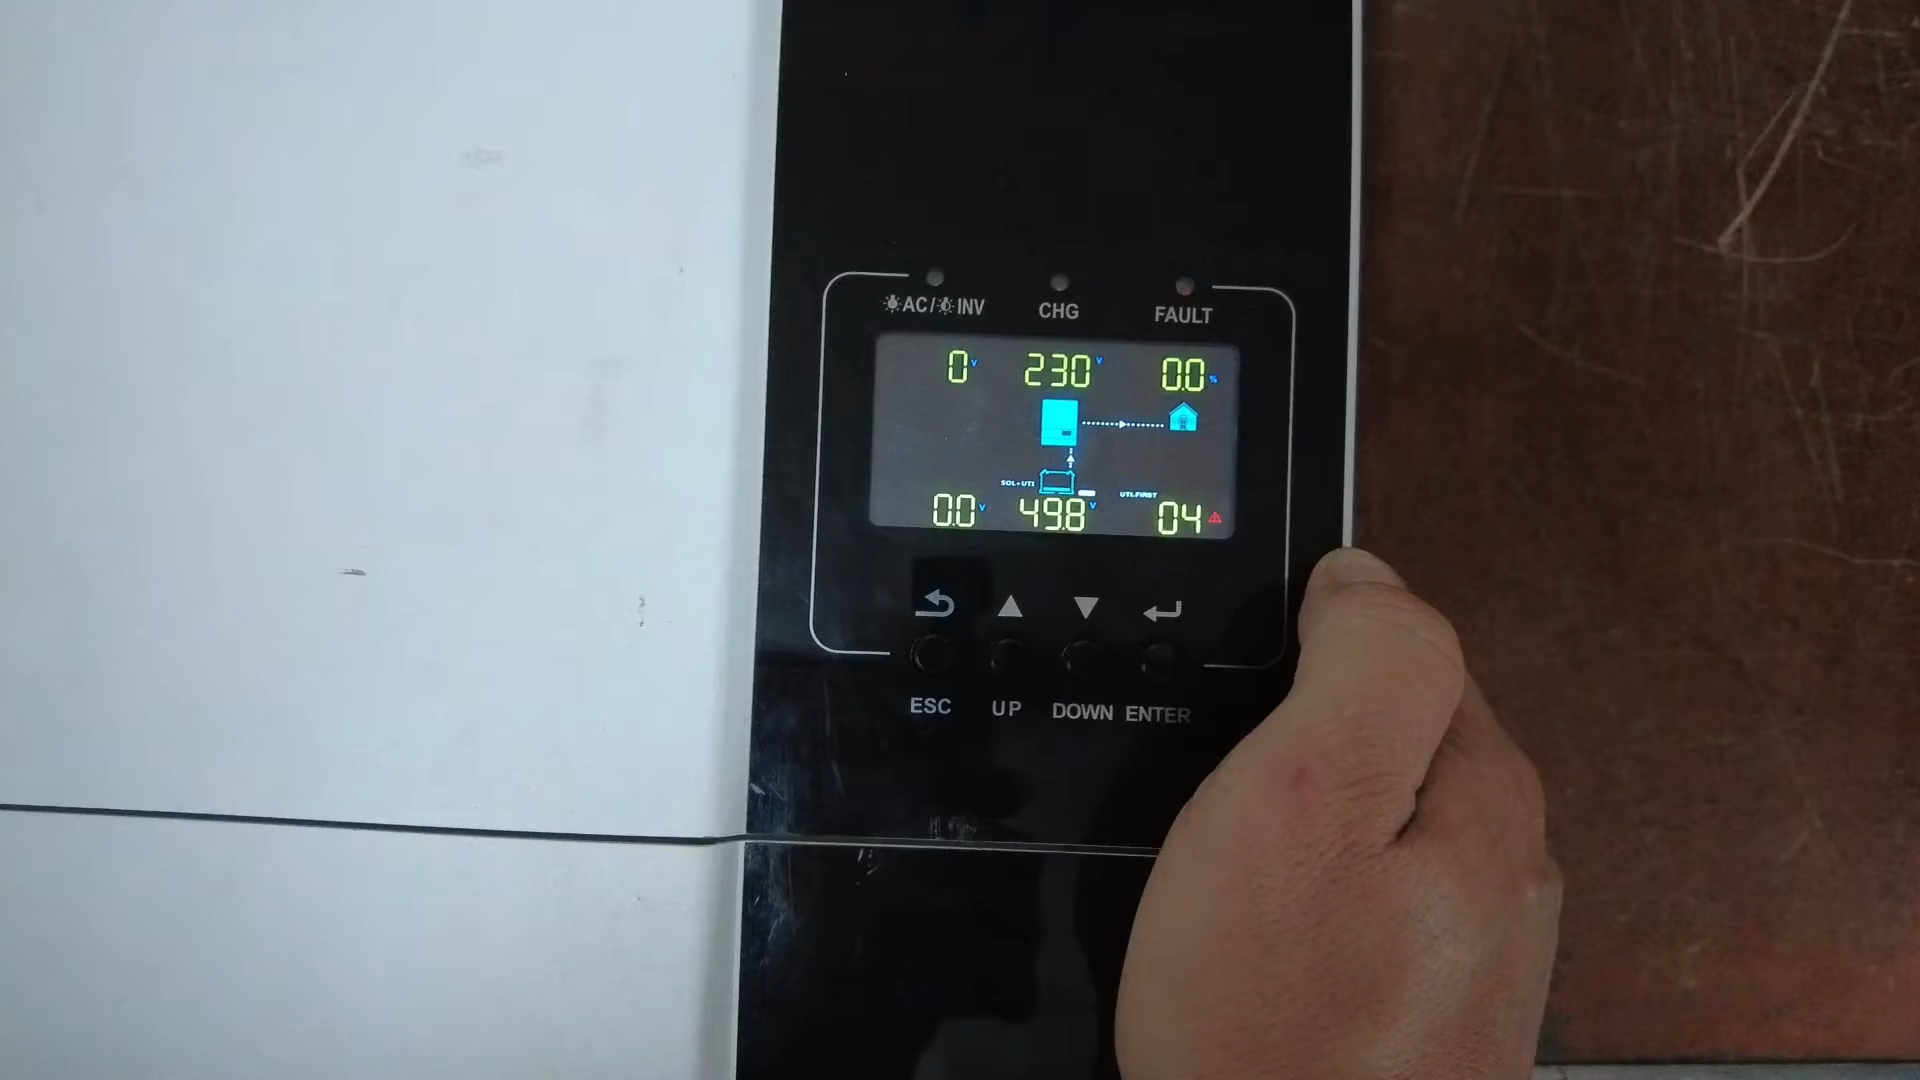 AC/ INV CHG FAULT
0 V 230 V 0.0 %
SOL+UTI UTI.FIRST
0.0 V 49.8 V 04
ESC UP DOWN ENTER